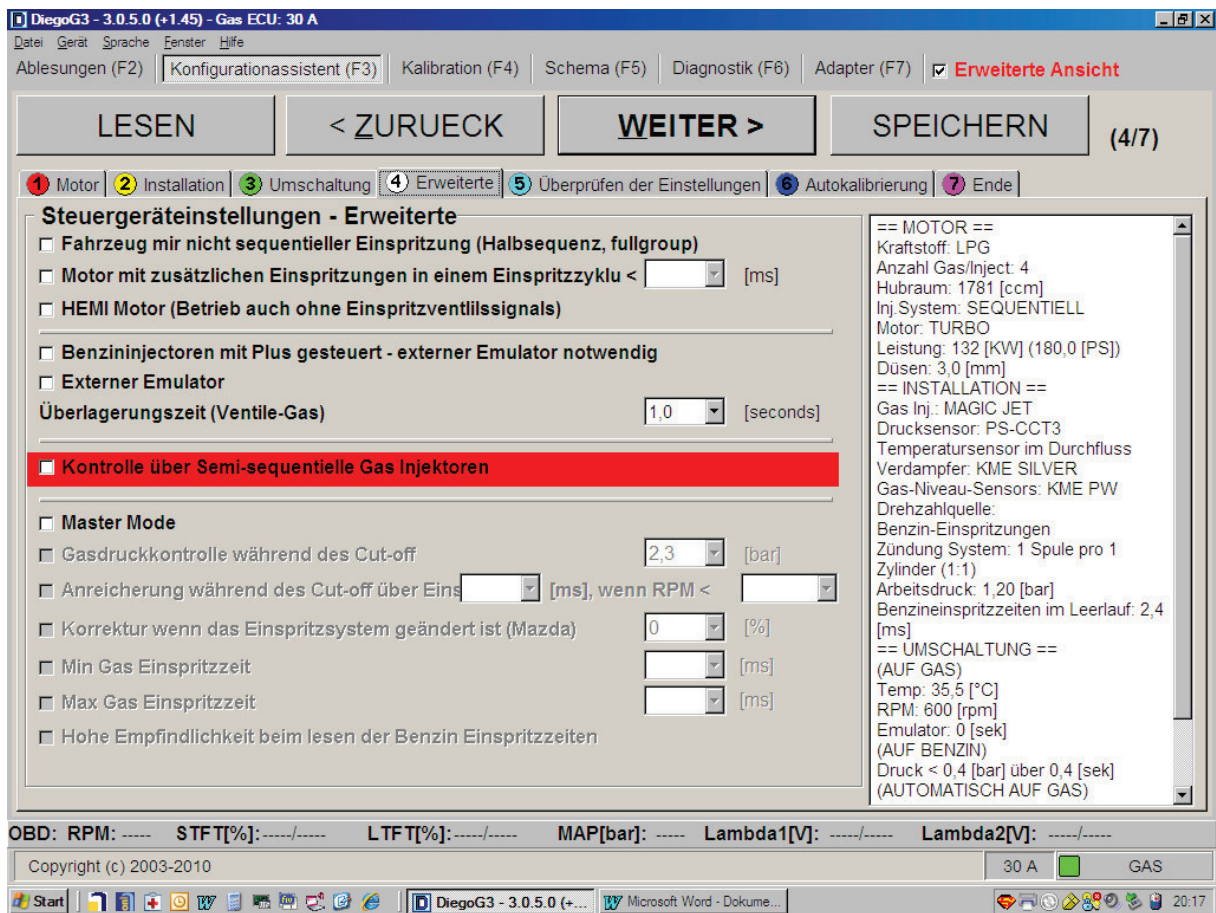 DiegoG3 - 3.0.5.0 (+1.45) - Gas ECU: 30 A
Datei Gerät Sprache Fenster Hilfe
Ablesungen (F2) Konfigurationassistent (F3) Kalibration (F4) Schema (F5) Diagnostik (F6) Adapter (F7) Erweiterte Ansicht
LESEN < ZURUECK WEITER > SPEICHERN (4/7)
1 Motor 2 Installation 3 Umschaltung 4 Erweiterte 5 Überprüfen der Einstellungen 6 Autokalibrierung 7 Ende
Steuergeräteinstellungen - Erweiterte
Fahrzeug mir nicht sequentieller Einspritzung (Halbsequenz, fullgroup)
Motor mit zusätzlichen Einspritzungen in einem Einspritzzyklu < [ms]
HEMI Motor (Betrieb auch ohne Einspritzventlilssignals)
Benzininjectoren mit Plus gesteuert - externer Emulator notwendig
Externer Emulator
Überlagerungszeit (Ventile-Gas) 1,0 [seconds]
Kontrolle über Semi-sequentielle Gas Injektoren
Master Mode
Gasdruckkontrolle während des Cut-off 2,3 [bar]
Anreicherung während des Cut-off über Eins [ms], wenn RPM <
Korrektur wenn das Einspritzsystem geändert ist (Mazda) 0 [%]
Min Gas Einspritzzeit [ms]
Max Gas Einspritzzeit [ms]
Hohe Empfindlichkeit beim lesen der Benzin Einspritzzeiten
== MOTOR ==
Kraftstoff: LPG
Anzahl Gas/Inject: 4
Hubraum: 1781 [ccm]
Inj.System: SEQUENTIELL
Motor: TURBO
Leistung: 132 [KW] (180,0 [PS])
Düsen: 3,0 [mm]
== INSTALLATION ==
Gas Inj.: MAGIC JET
Drucksensor: PS-CCT3
Temperatursensor im Durchfluss
Verdampfer: KME SILVER
Gas-Niveau-Sensors: KME PW
Drehzahlquelle:
Benzin-Einspritzungen
Zündung System: 1 Spule pro 1
Zylinder (1:1)
Arbeitsdruck: 1,20 [bar]
Benzineinspritzzeiten im Leerlauf: 2,4
[ms]
== UMSCHALTUNG ==
(AUF GAS)
Temp: 35,5 [°C]
RPM: 600 [rpm]
Emulator: 0 [sek]
(AUF BENZIN)
Druck < 0,4 [bar] über 0,4 [sek]
(AUTOMATISCH AUF GAS)
OBD: RPM: ----- STFT[%]:-----/----- LTFT[%]:-----/----- MAP[bar]: ----- Lambda1[V]: -----/----- Lambda2[V]: -----/-----
Copyright (c) 2003-2010 30 A GAS
Start DiegoG3 - 3.0.5.0 (+... Microsoft Word - Dokume... 20:17